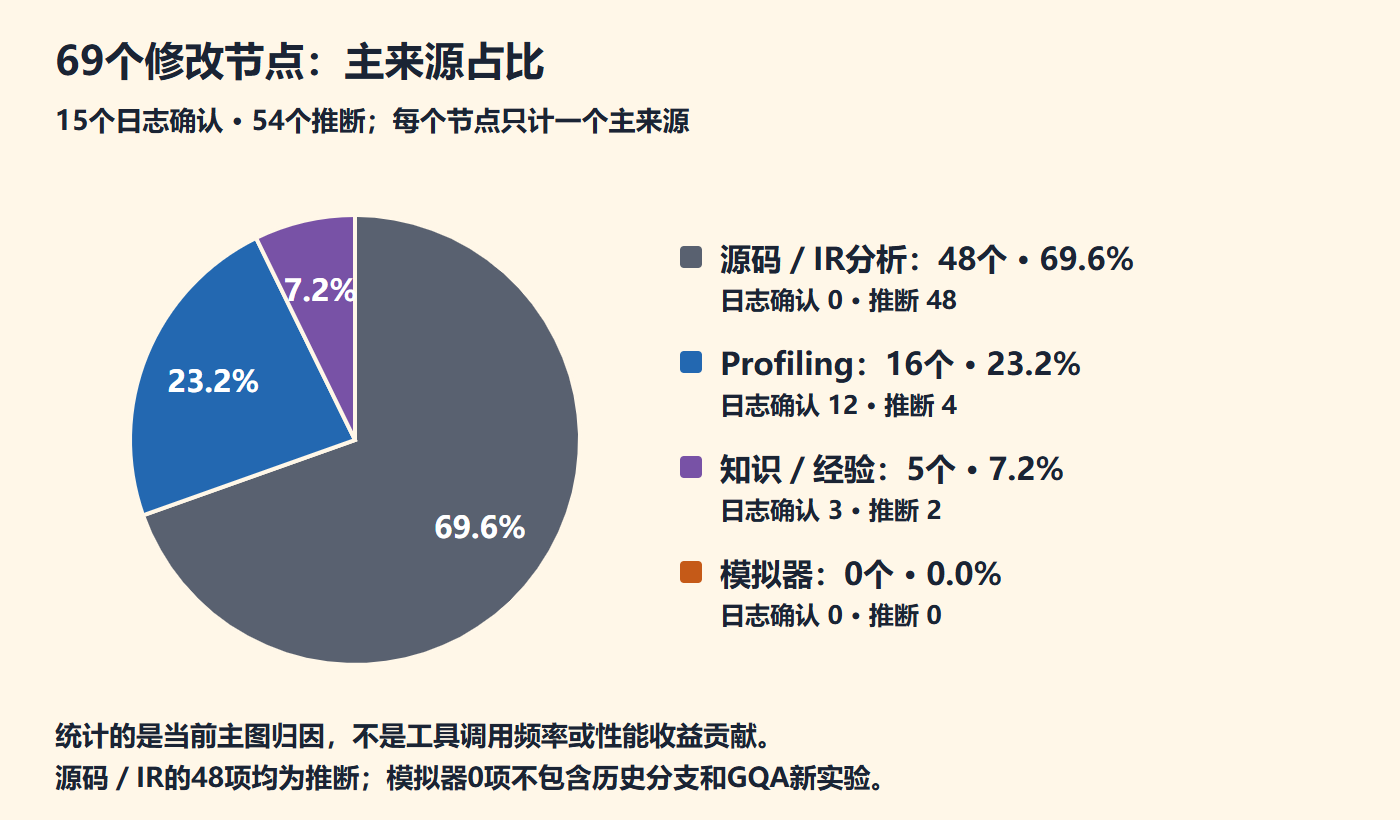 69个修改节点：主来源占比
15个日志确认 • 54个推断；每个节点只计一个主来源
7.2%
23.2%
69.6%
源码 / IR分析：48个 • 69.6%
日志确认 0 • 推断 48
Profiling：16个 • 23.2%
日志确认 12 • 推断 4
知识 / 经验：5个 • 7.2%
日志确认 3 • 推断 2
模拟器：0个 • 0.0%
日志确认 0 • 推断 0
统计的是当前主图归因，不是工具调用频率或性能收益贡献。
源码 / IR的48项均为推断；模拟器0项不包含历史分支和GQA新实验。